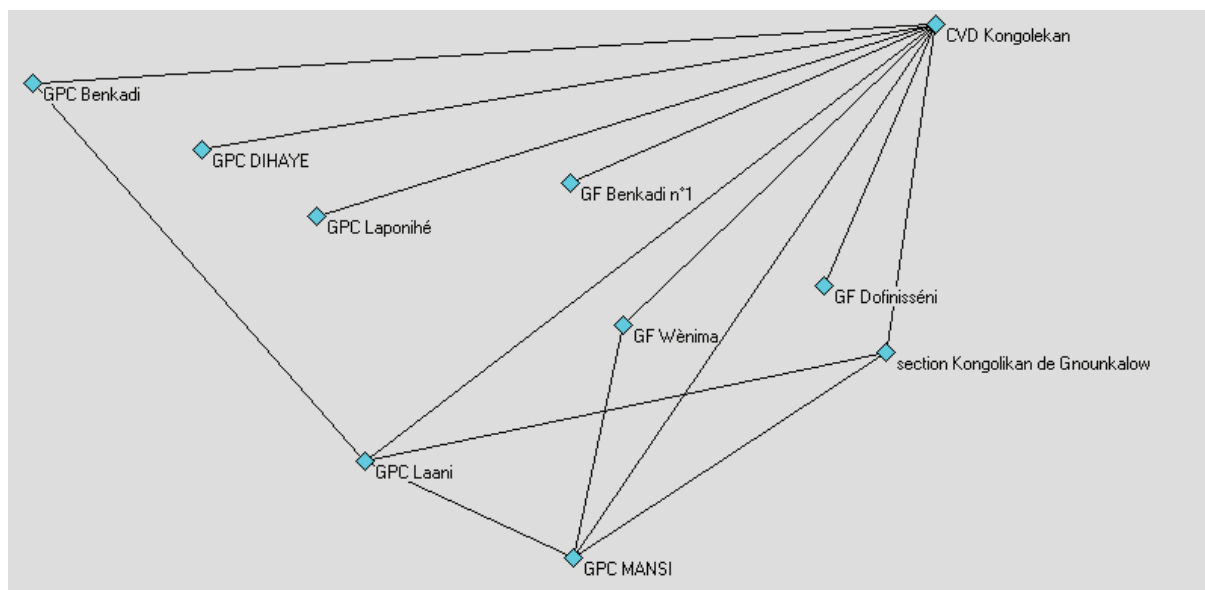 CVD Kongolekan
GPC Benkadi
GPC DIHAYE
GF Benkadi n°1
GPC Laponihé
GF Dofinisséni
GF Wènima
section Kongolikan de Gnounkalow
GPC Laani
GPC MANSI